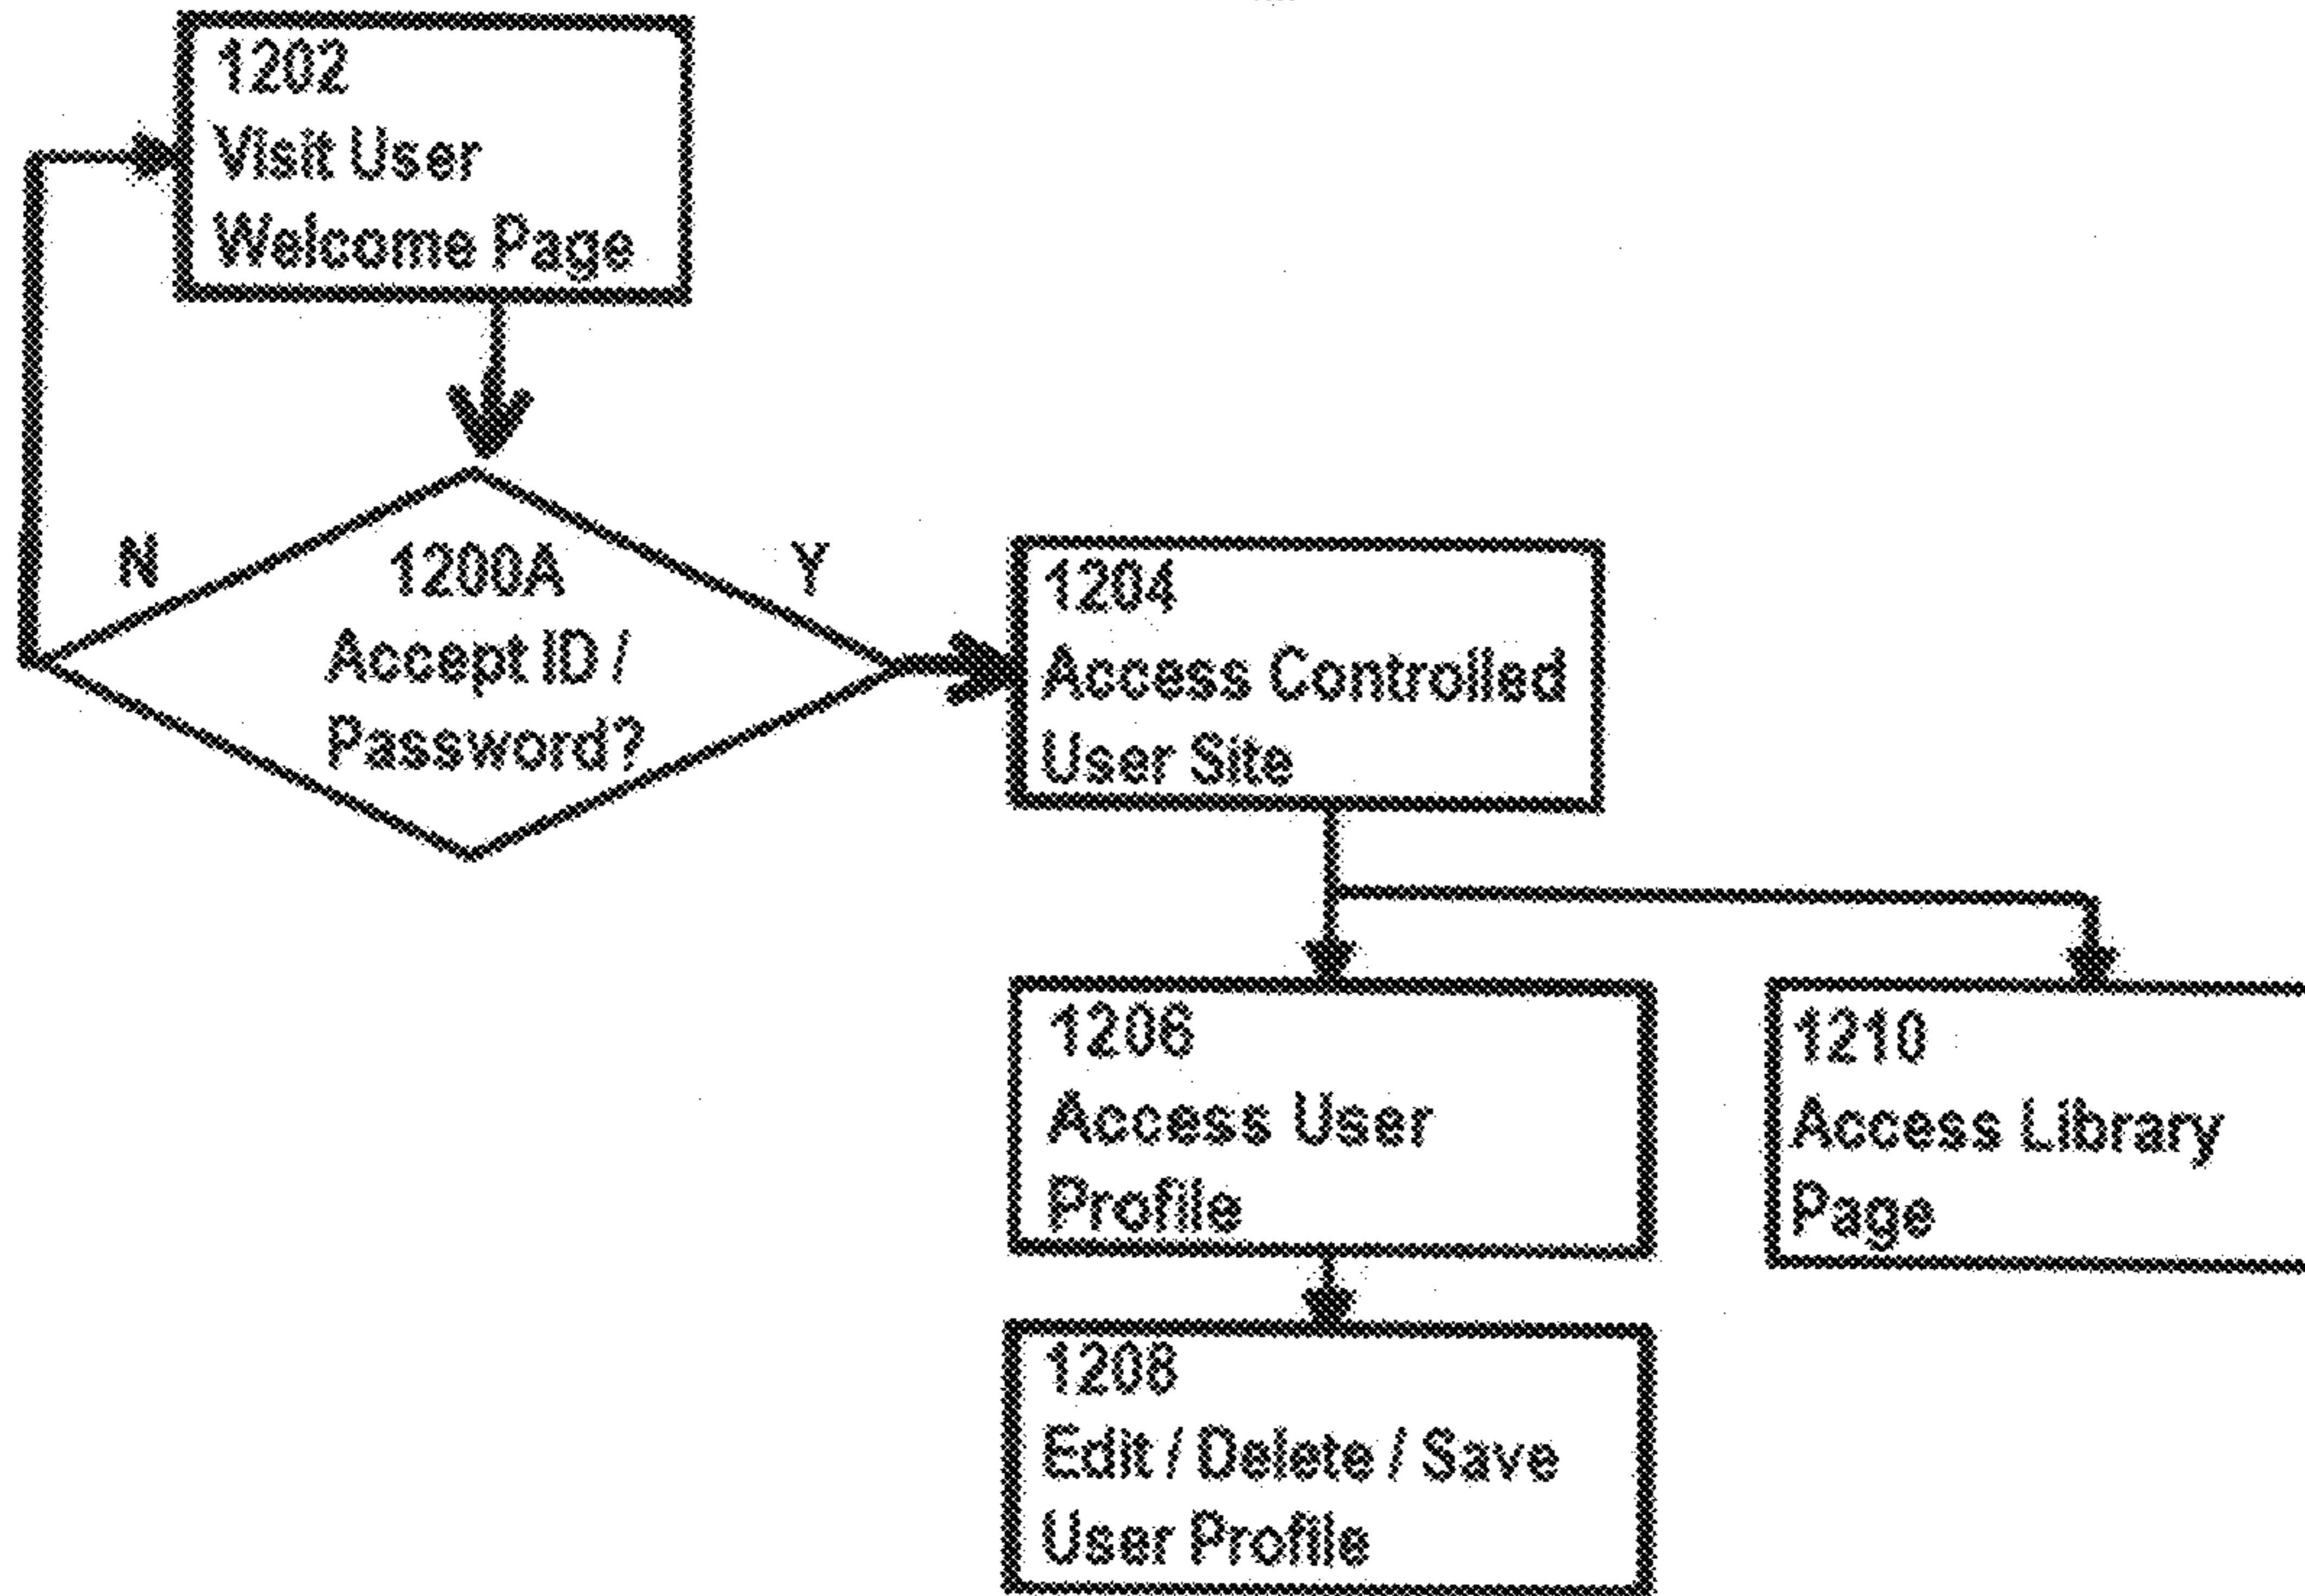 1202
Visit User
Welcome Page
N
Y
1200A
Accept ID /
Password?
1204
Access Controlled
User Site
1206
Access User
Profile
1210
Access Library
Page
1208
Edit / Delete / Save
User Profile